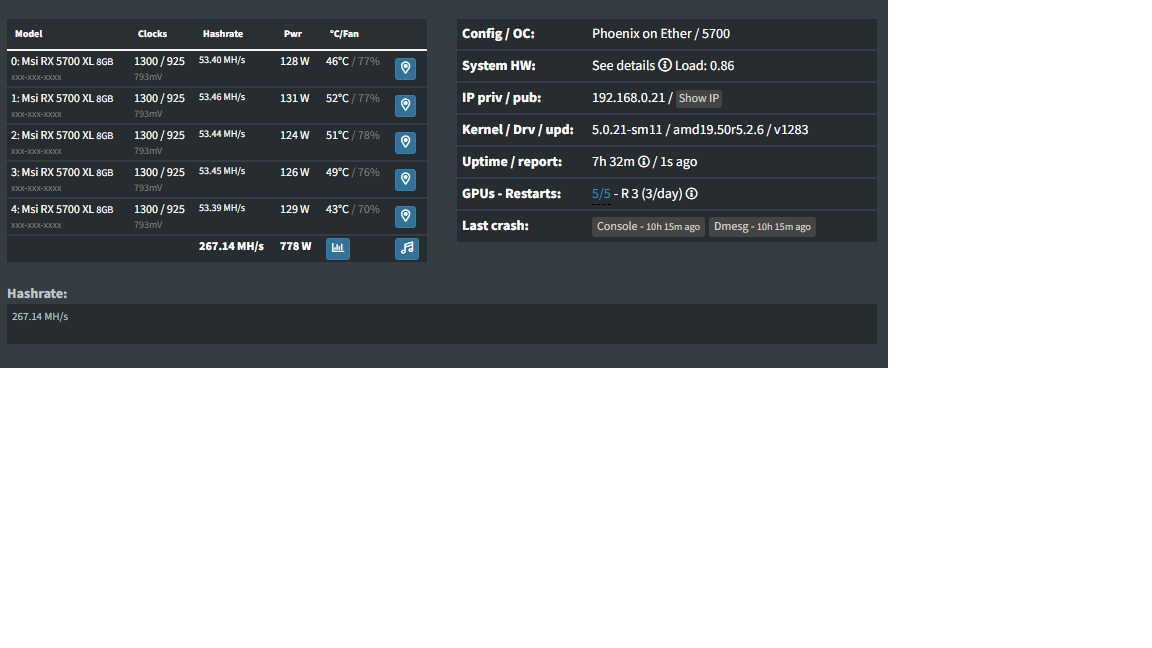 Model Clocks Hashrate Pwr °C/Fan
0: Msi RX 5700 XL 8GB 1300 / 925 53.40 MH/s 128 W 46°C / 77%
xxx-xxx-xxxx 793mV
1: Msi RX 5700 XL 8GB 1300 / 925 53.46 MH/s 131 W 52°C / 77%
xxx-xxx-xxxx 793mV
2: Msi RX 5700 XL 8GB 1300 / 925 53.44 MH/s 124 W 51°C / 78%
xxx-xxx-xxxx 793mV
3: Msi RX 5700 XL 8GB 1300 / 925 53.45 MH/s 126 W 49°C / 76%
xxx-xxx-xxxx 793mV
4: Msi RX 5700 XL 8GB 1300 / 925 53.39 MH/s 129 W 43°C / 70%
xxx-xxx-xxxx 793mV
267.14 MH/s 778 W
Config / OC: Phoenix on Ether / 5700
System HW: See details Load: 0.86
IP priv / pub: 192.168.0.21 / Show IP
Kernel / Drv / upd: 5.0.21-sm11 / amd19.50r5.2.6 / v1283
Uptime / report: 7h 32m / 1s ago
GPUs - Restarts: 5/5 - R 3 (3/day)
Last crash: Console - 10h 15m ago Dmesg - 10h 15m ago
Hashrate:
267.14 MH/s